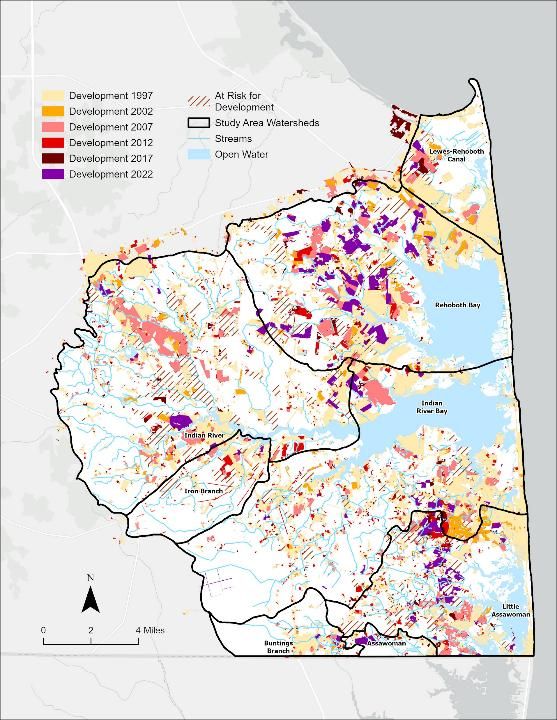 Development 1997
Development 2002
Development 2007
Development 2012
Development 2017
Development 2022
At Risk for
Development
Study Area Watersheds
Streams
Open Water
Lewes-Rehoboth
Canal
Rehoboth Bay
Indian
River Bay
Indian River
Iron Branch
Little
Assawoman
Buntings
Branch
Assawoman
N
0 2 4 Miles